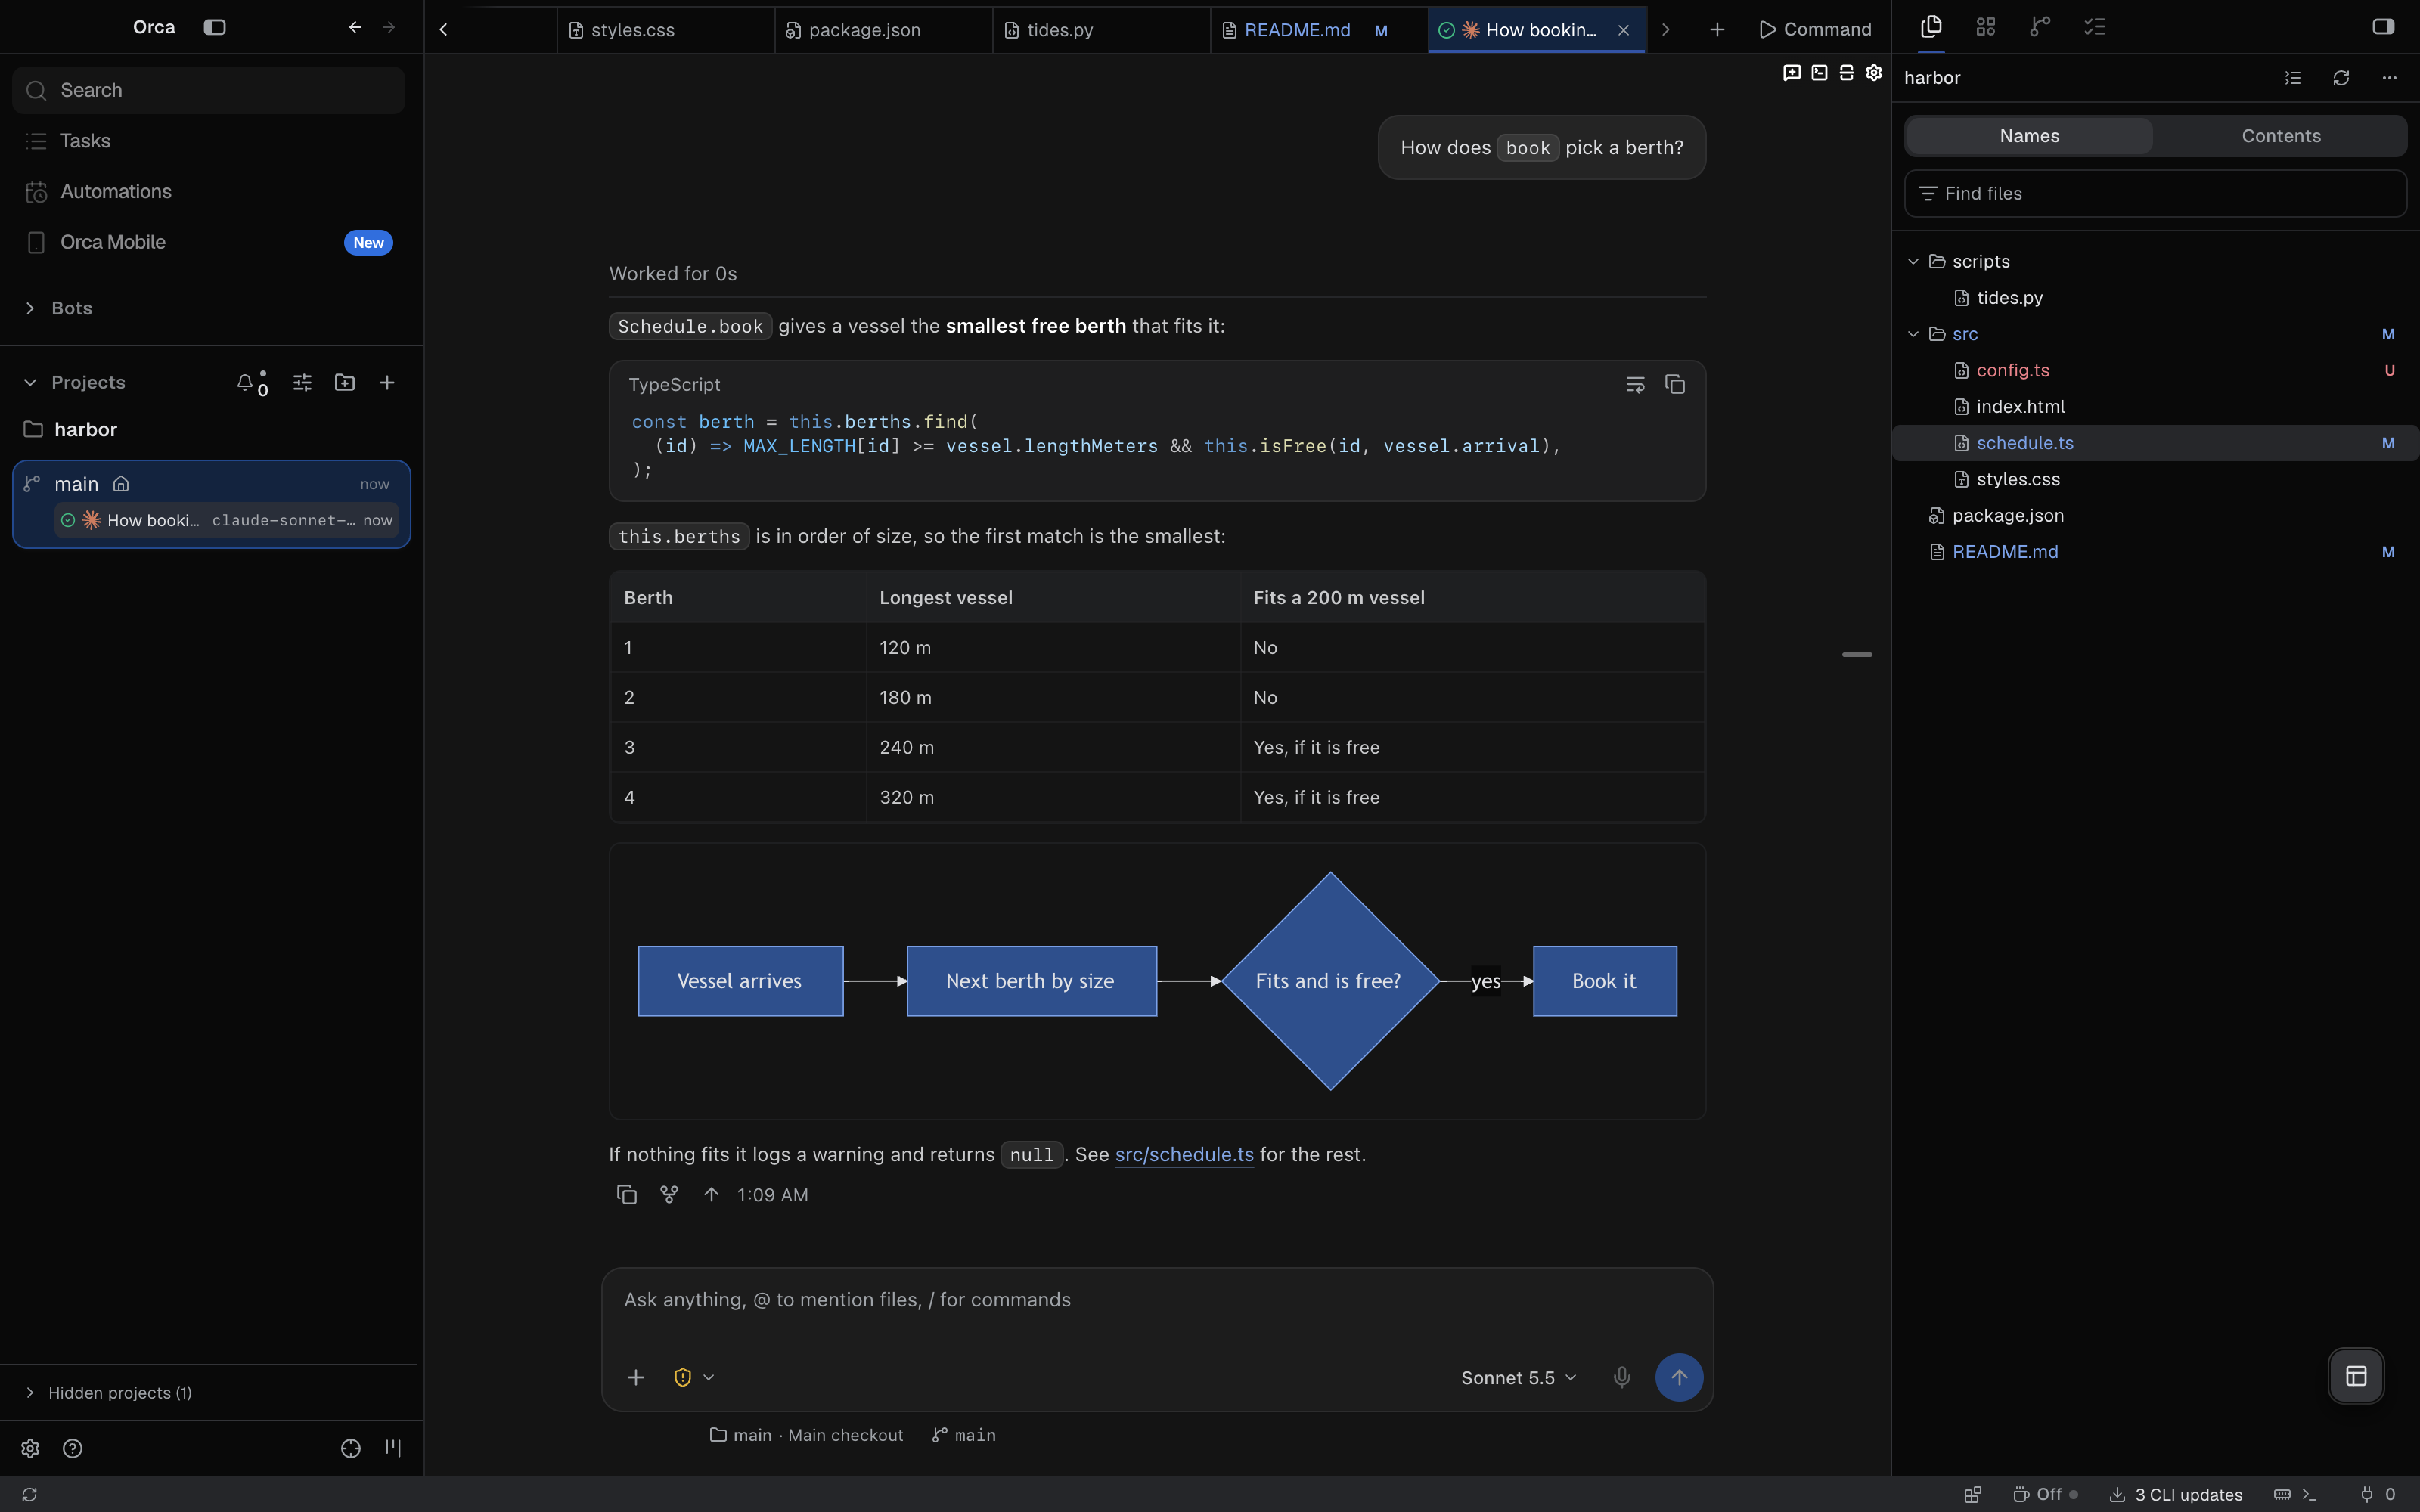 Orca
Search
Tasks
Automations
Orca Mobile
New
Bots
Projects
0
harbor
main
now
How booki...
claude-sonnet-...
now
Hidden projects (1)
styles.css
package.json
tides.py
README.md
M
How bookin...
Command
How does book pick a berth?
Worked for 0s
Schedule.book gives a vessel the smallest free berth that fits it:
TypeScript
const berth = this.berths.find(
(id) => MAX_LENGTH[id] >= vessel.lengthMeters && this.isFree(id, vessel.arrival),
);
this.berths is in order of size, so the first match is the smallest:
Berth Longest vessel Fits a 200 m vessel
1 120 m No
2 180 m No
3 240 m Yes, if it is free
4 320 m Yes, if it is free
Vessel arrives
Next berth by size
Fits and is free?
yes
Book it
If nothing fits it logs a warning and returns null. See src/schedule.ts for the rest.
1:09 AM
Ask anything, @ to mention files, / for commands
Sonnet 5.5
main · Main checkout
main
harbor
Names
Contents
Find files
scripts
tides.py
src M
config.ts U
index.html
schedule.ts M
styles.css
package.json
README.md M
Off
3 CLI updates
0